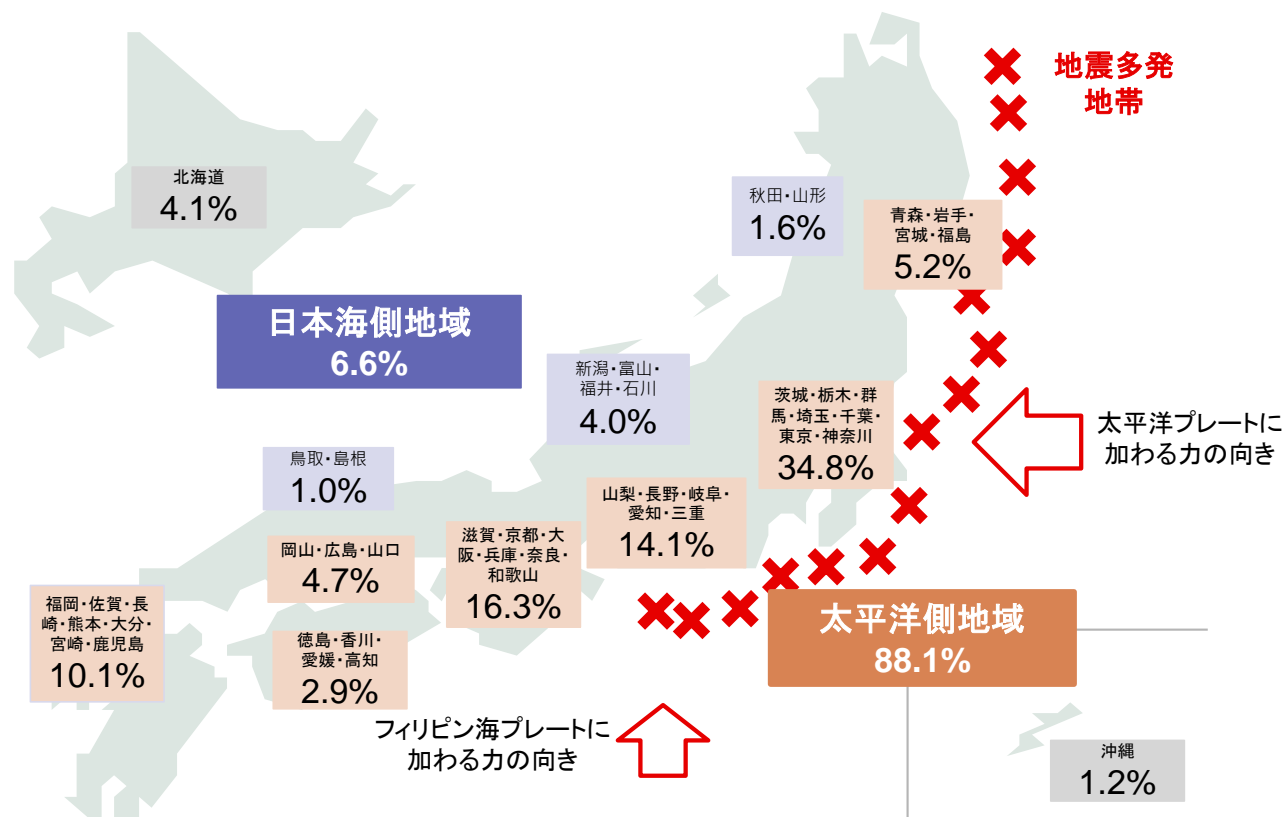 地震多発
地帯
北海道
4.1%
秋田・山形
1.6%
青森・岩手・
宮城・福島
5.2%
日本海側地域
6.6%
新潟・富山・
福井・石川
4.0%
茨城・栃木・群
馬・埼玉・千葉・
東京・神奈川
34.8%
太平洋プレートに
加わる力の向き
鳥取・島根
1.0%
山梨・長野・岐阜・
愛知・三重
14.1%
滋賀・京都・大
阪・兵庫・奈良・
和歌山
16.3%
岡山・広島・山口
4.7%
福岡・佐賀・長
崎・熊本・大分・
宮崎・鹿児島
10.1%
徳島・香川・
愛媛・高知
2.9%
太平洋側地域
88.1%
フィリピン海プレートに
加わる力の向き
沖縄
1.2%